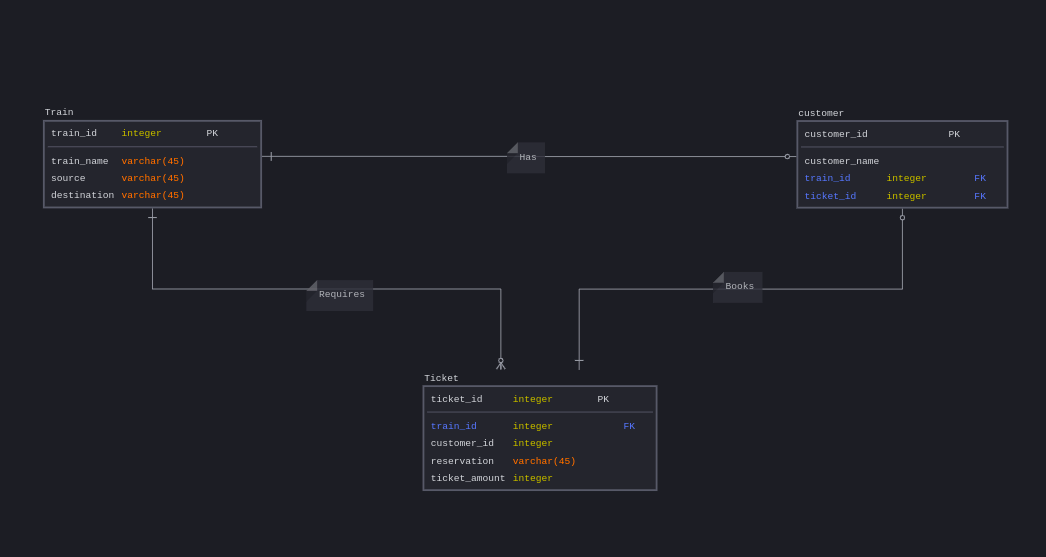 Train
train_id integer PK
train_name varchar(45)
source varchar(45)
destination varchar(45)
Has
customer
customer_id PK
customer_name
train_id integer FK
ticket_id integer FK
Requires
Books
Ticket
ticket_id integer PK
train_id integer FK
customer_id integer
reservation varchar(45)
ticket_amount integer